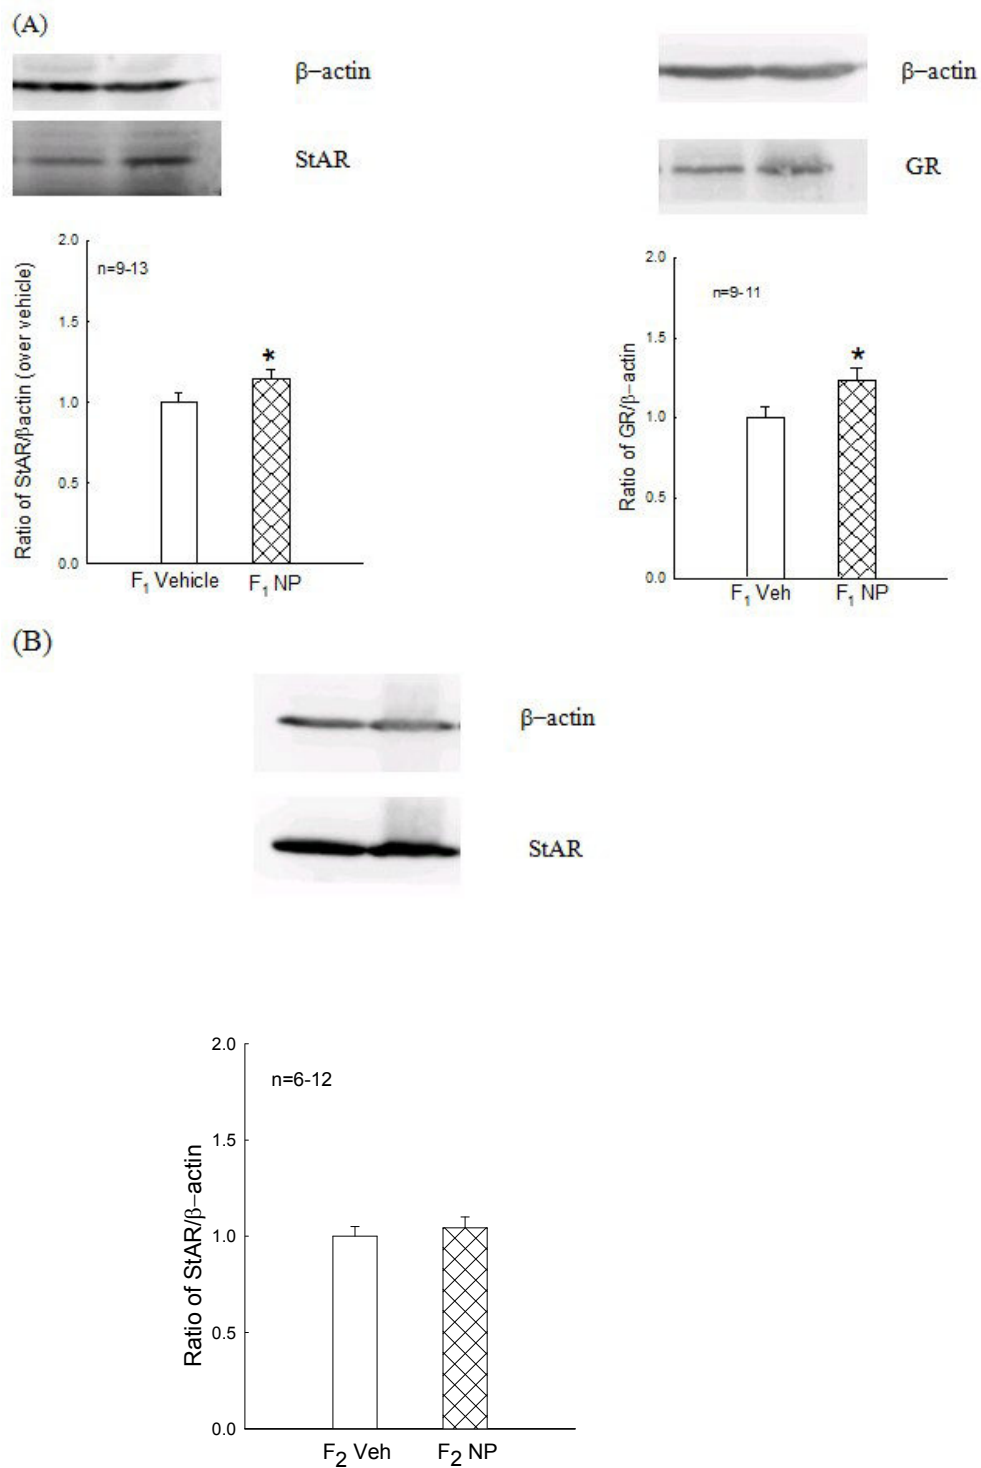 (A)
β−actin
StAR
2.0
n=9-13
1.5
1.0
0.5
0.0
*
Ratio of StAR/βactin (over vehicle)
F₁ Vehicle
F₁ NP
β−actin
GR
2.0
n=9-11
1.5
1.0
0.5
0.0
*
Ratio of GR/β−actin
F₁ Veh
F₁ NP
(B)
β−actin
StAR
2.0
n=6-12
1.5
1.0
0.5
0.0
Ratio of StAR/β−actin
F₂ Veh
F₂ NP